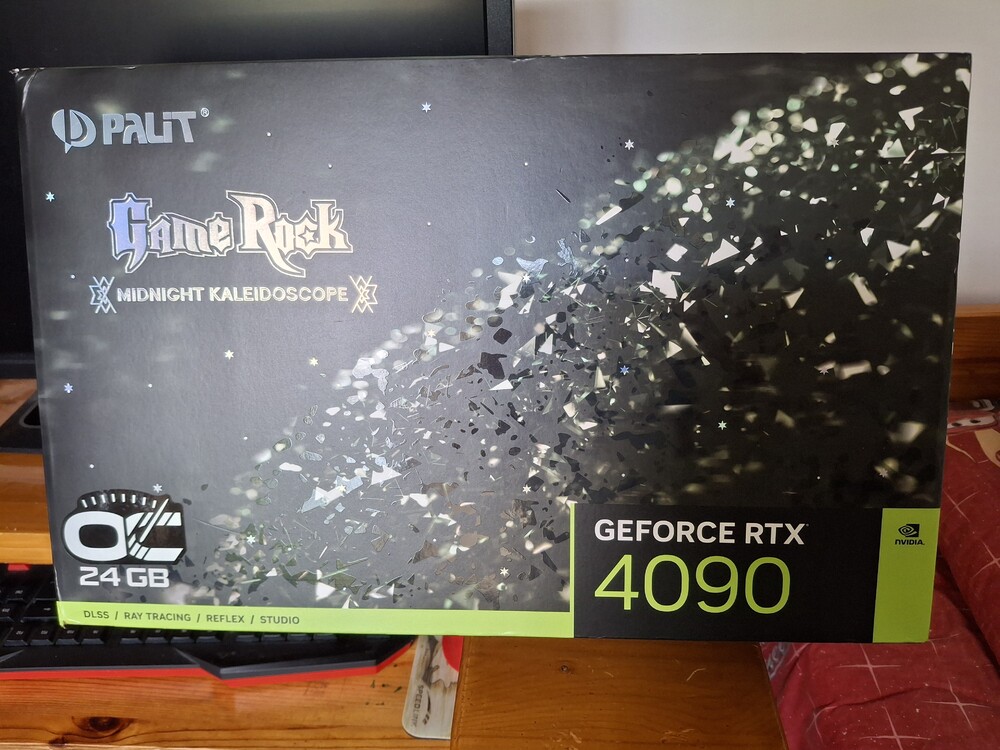 PALIT®
GAMEROCK
MIDNIGHT KALEIDOSCOPE
OC
24 GB
DLSS / RAY TRACING / REFLEX / STUDIO
GEFORCE RTX
4090
NVIDIA.